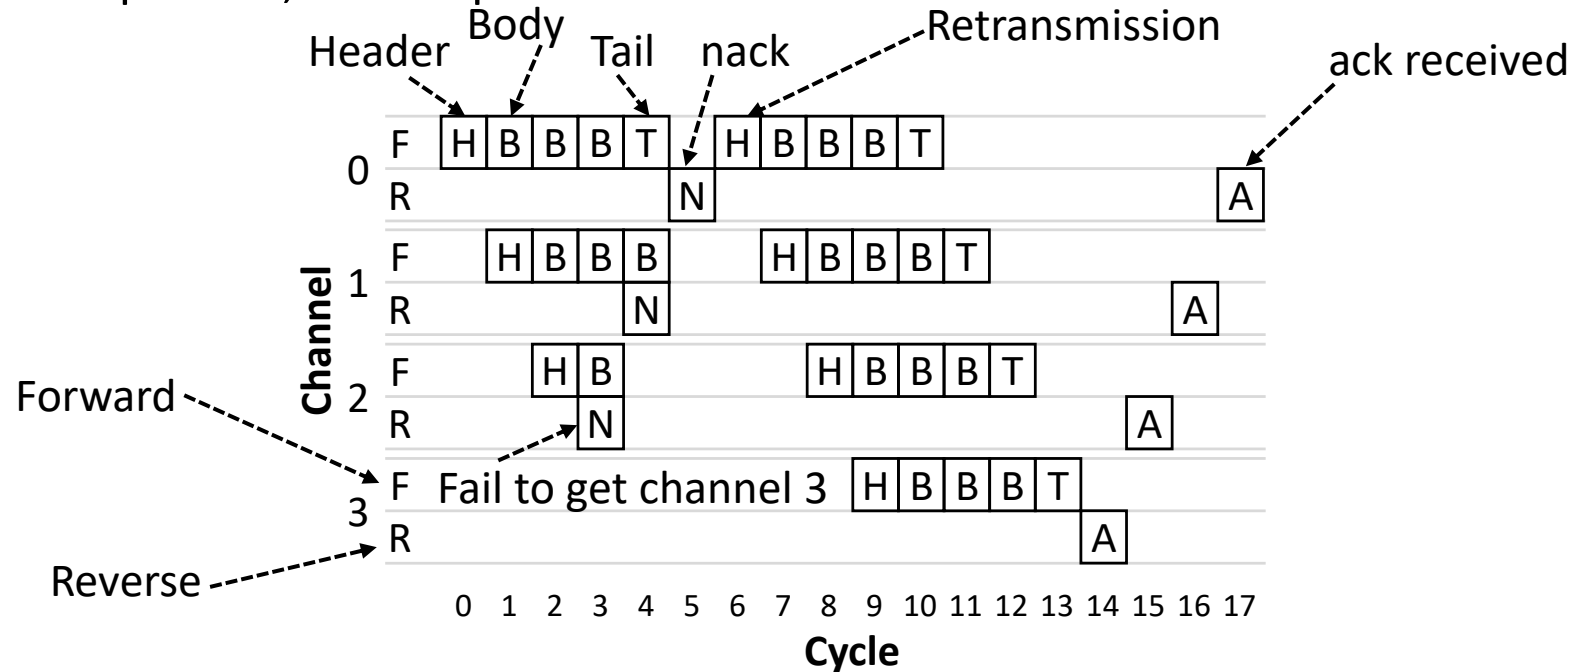 Header Body Tail nack Retransmission ack received
F H B B B T H B B B T
0
R N A
F H B B B H B B B T
1
R N A
F H B H B B B T
2
R N A
F Fail to get channel 3 H B B B T
3
R A
Channel
Forward
Reverse
0 1 2 3 4 5 6 7 8 9 10 11 12 13 14 15 16 17
Cycle